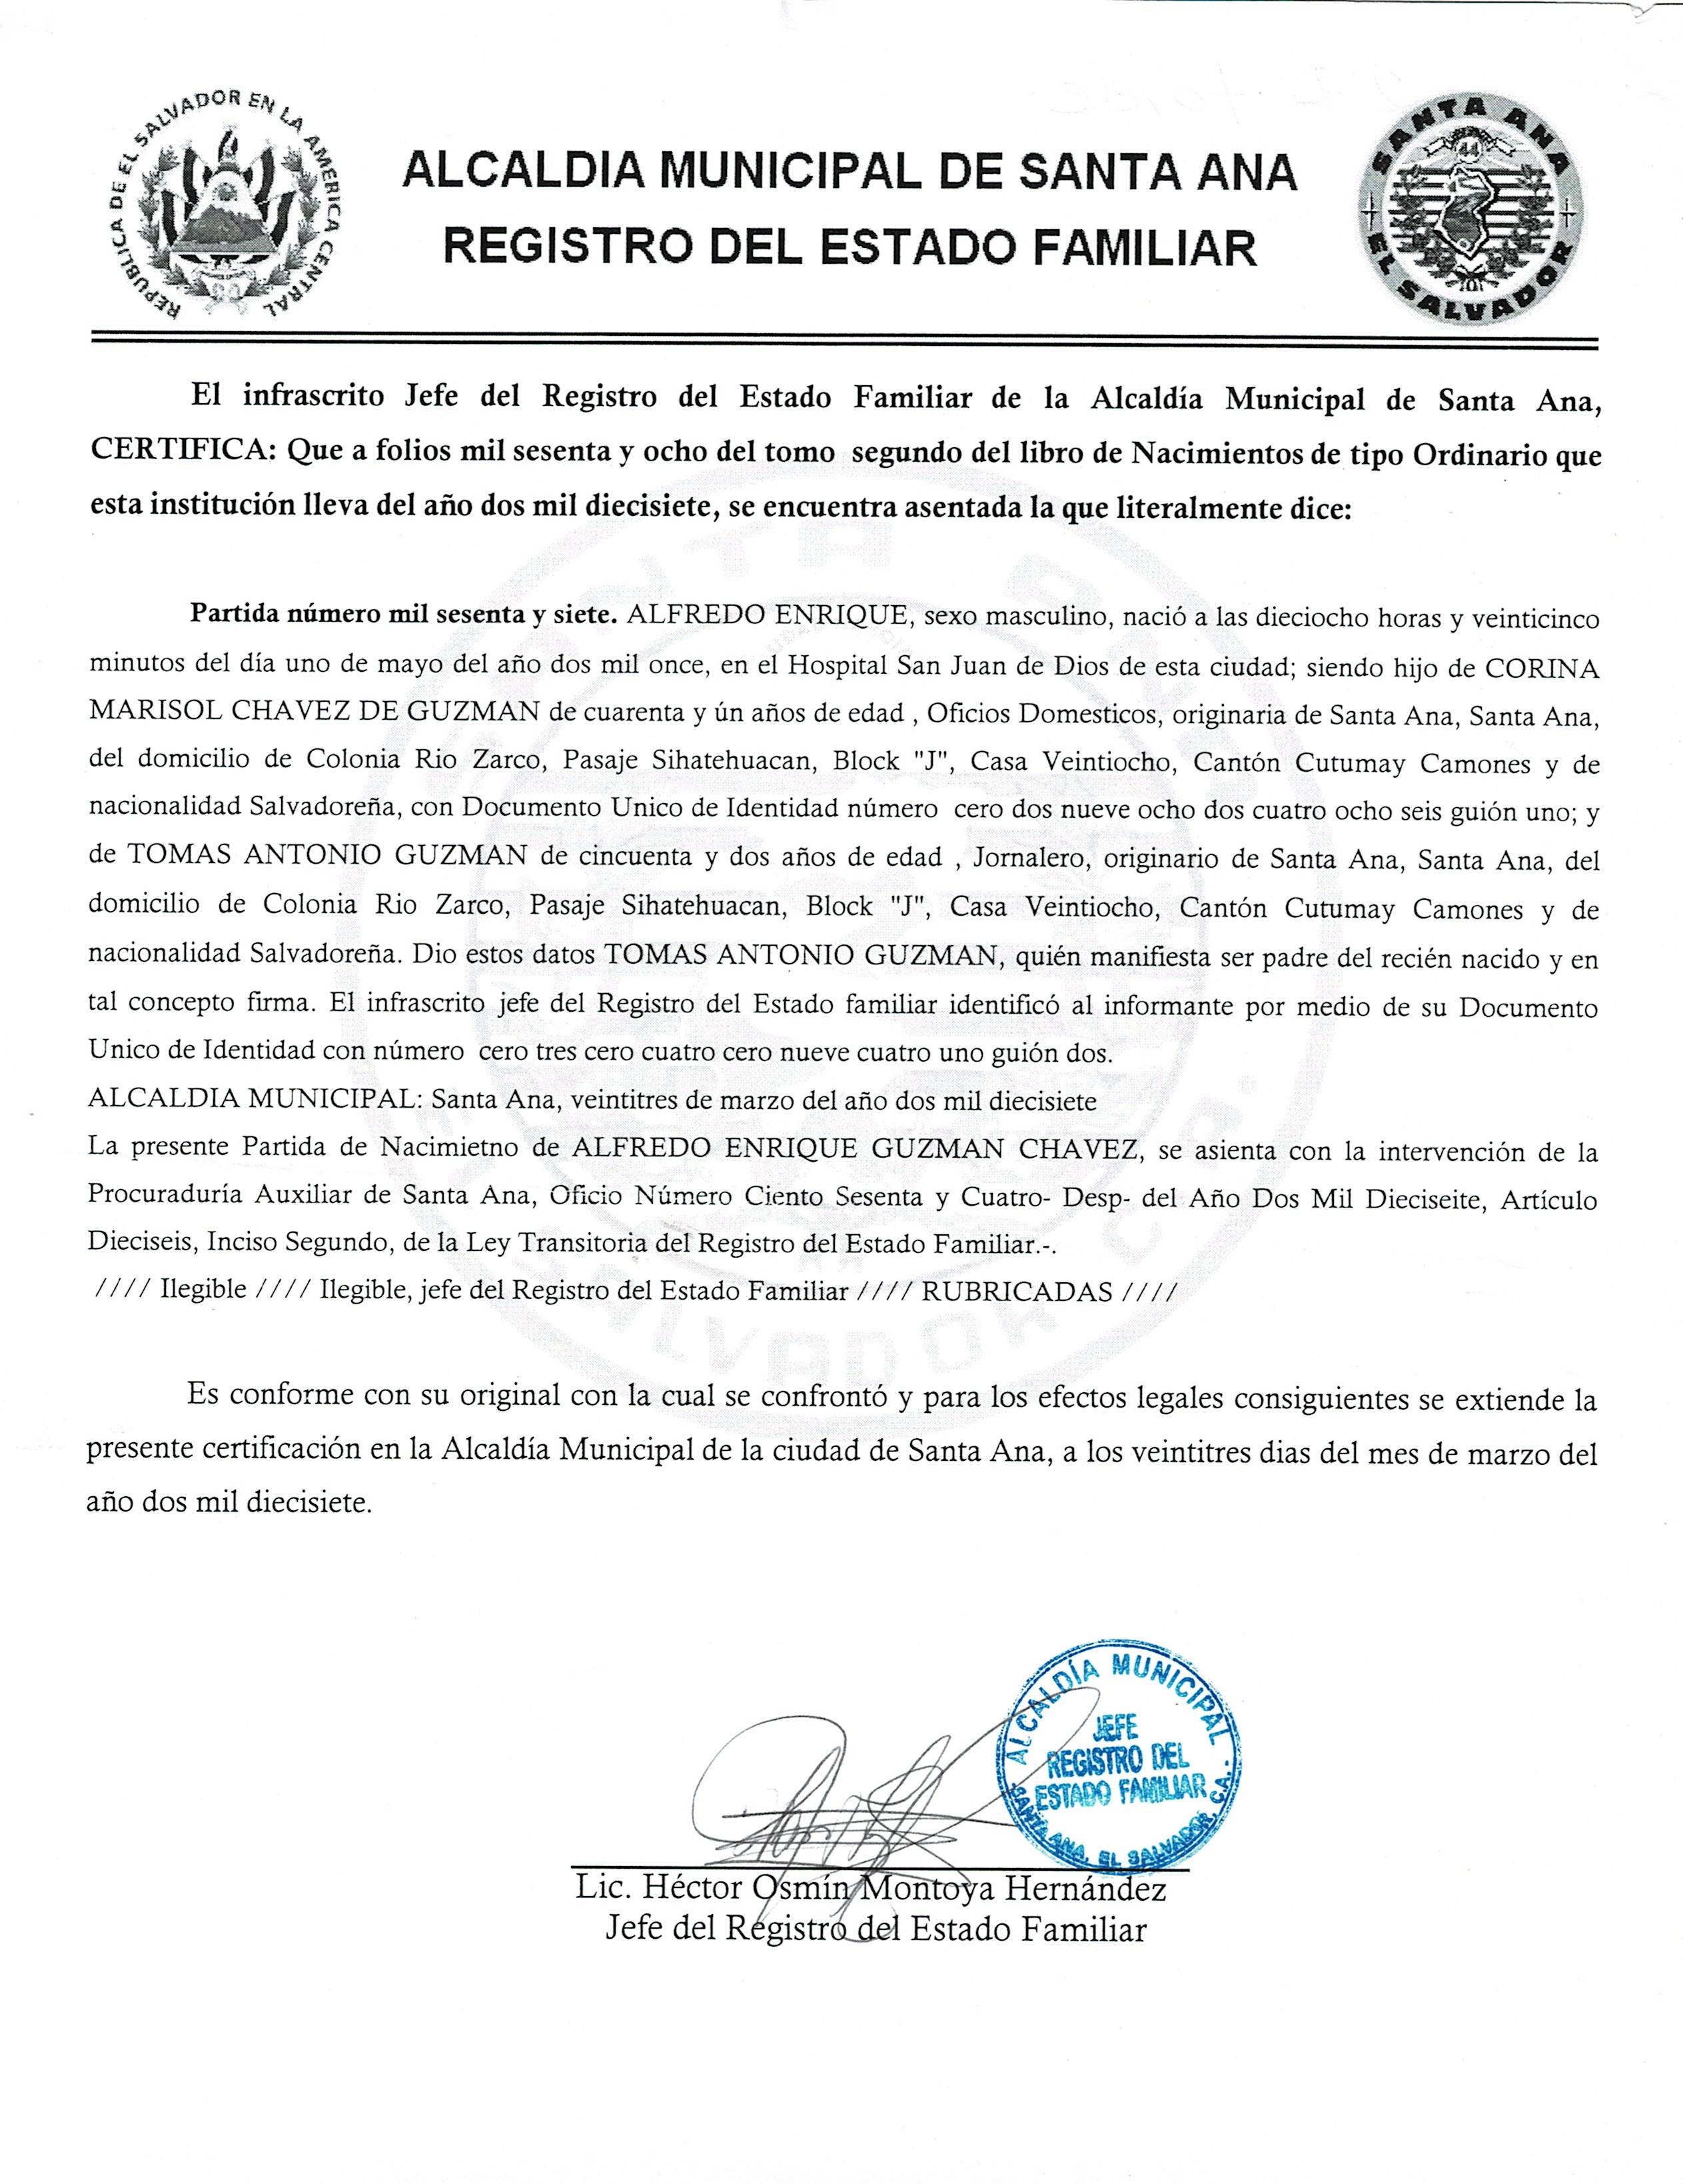 REPUBLICA DE EL SALVADOR EN LA AMERICA CENTRAL
ALCALDIA MUNICIPAL DE SANTA ANA
REGISTRO DEL ESTADO FAMILIAR
SANTA ANA
44
EL SALVADOR
El infrascrito Jefe del Registro del Estado Familiar de la Alcaldía Municipal de Santa Ana,
CERTIFICA: Que a folios mil sesenta y ocho del tomo segundo del libro de Nacimientos de tipo Ordinario que
esta institución lleva del año dos mil diecisiete, se encuentra asentada la que literalmente dice:
Partida número mil sesenta y siete. ALFREDO ENRIQUE, sexo masculino, nació a las dieciocho horas y veinticinco
minutos del día uno de mayo del año dos mil once, en el Hospital San Juan de Dios de esta ciudad; siendo hijo de CORINA
MARISOL CHAVEZ DE GUZMAN de cuarenta y ún años de edad , Oficios Domesticos, originaria de Santa Ana, Santa Ana,
del domicilio de Colonia Rio Zarco, Pasaje Sihatehuacan, Block "J", Casa Veintiocho, Cantón Cutumay Camones y de
nacionalidad Salvadoreña, con Documento Unico de Identidad número cero dos nueve ocho dos cuatro ocho seis guión uno; y
de TOMAS ANTONIO GUZMAN de cincuenta y dos años de edad , Jornalero, originario de Santa Ana, Santa Ana, del
domicilio de Colonia Rio Zarco, Pasaje Sihatehuacan, Block "J", Casa Veintiocho, Cantón Cutumay Camones y de
nacionalidad Salvadoreña. Dio estos datos TOMAS ANTONIO GUZMAN, quién manifiesta ser padre del recién nacido y en
tal concepto firma. El infrascrito jefe del Registro del Estado familiar identificó al informante por medio de su Documento
Unico de Identidad con número cero tres cero cuatro cero nueve cuatro uno guión dos.
ALCALDIA MUNICIPAL: Santa Ana, veintitres de marzo del año dos mil diecisiete
La presente Partida de Nacimietno de ALFREDO ENRIQUE GUZMAN CHAVEZ, se asienta con la intervención de la
Procuraduría Auxiliar de Santa Ana, Oficio Número Ciento Sesenta y Cuatro- Desp- del Año Dos Mil Dieciseite, Artículo
Dieciseis, Inciso Segundo, de la Ley Transitoria del Registro del Estado Familiar.-.
//// Ilegible //// Ilegible, jefe del Registro del Estado Familiar //// RUBRICADAS ////
Es conforme con su original con la cual se confrontó y para los efectos legales consiguientes se extiende la
presente certificación en la Alcaldía Municipal de la ciudad de Santa Ana, a los veintitres dias del mes de marzo del
año dos mil diecisiete.
ALCALDÍA MUNICIPAL
JEFE
REGISTRO DEL
ESTADO FAMILIAR
SANTA ANA, EL SALVADOR, C.A.
Lic. Héctor Osmín Montoya Hernández
Jefe del Registro del Estado Familiar